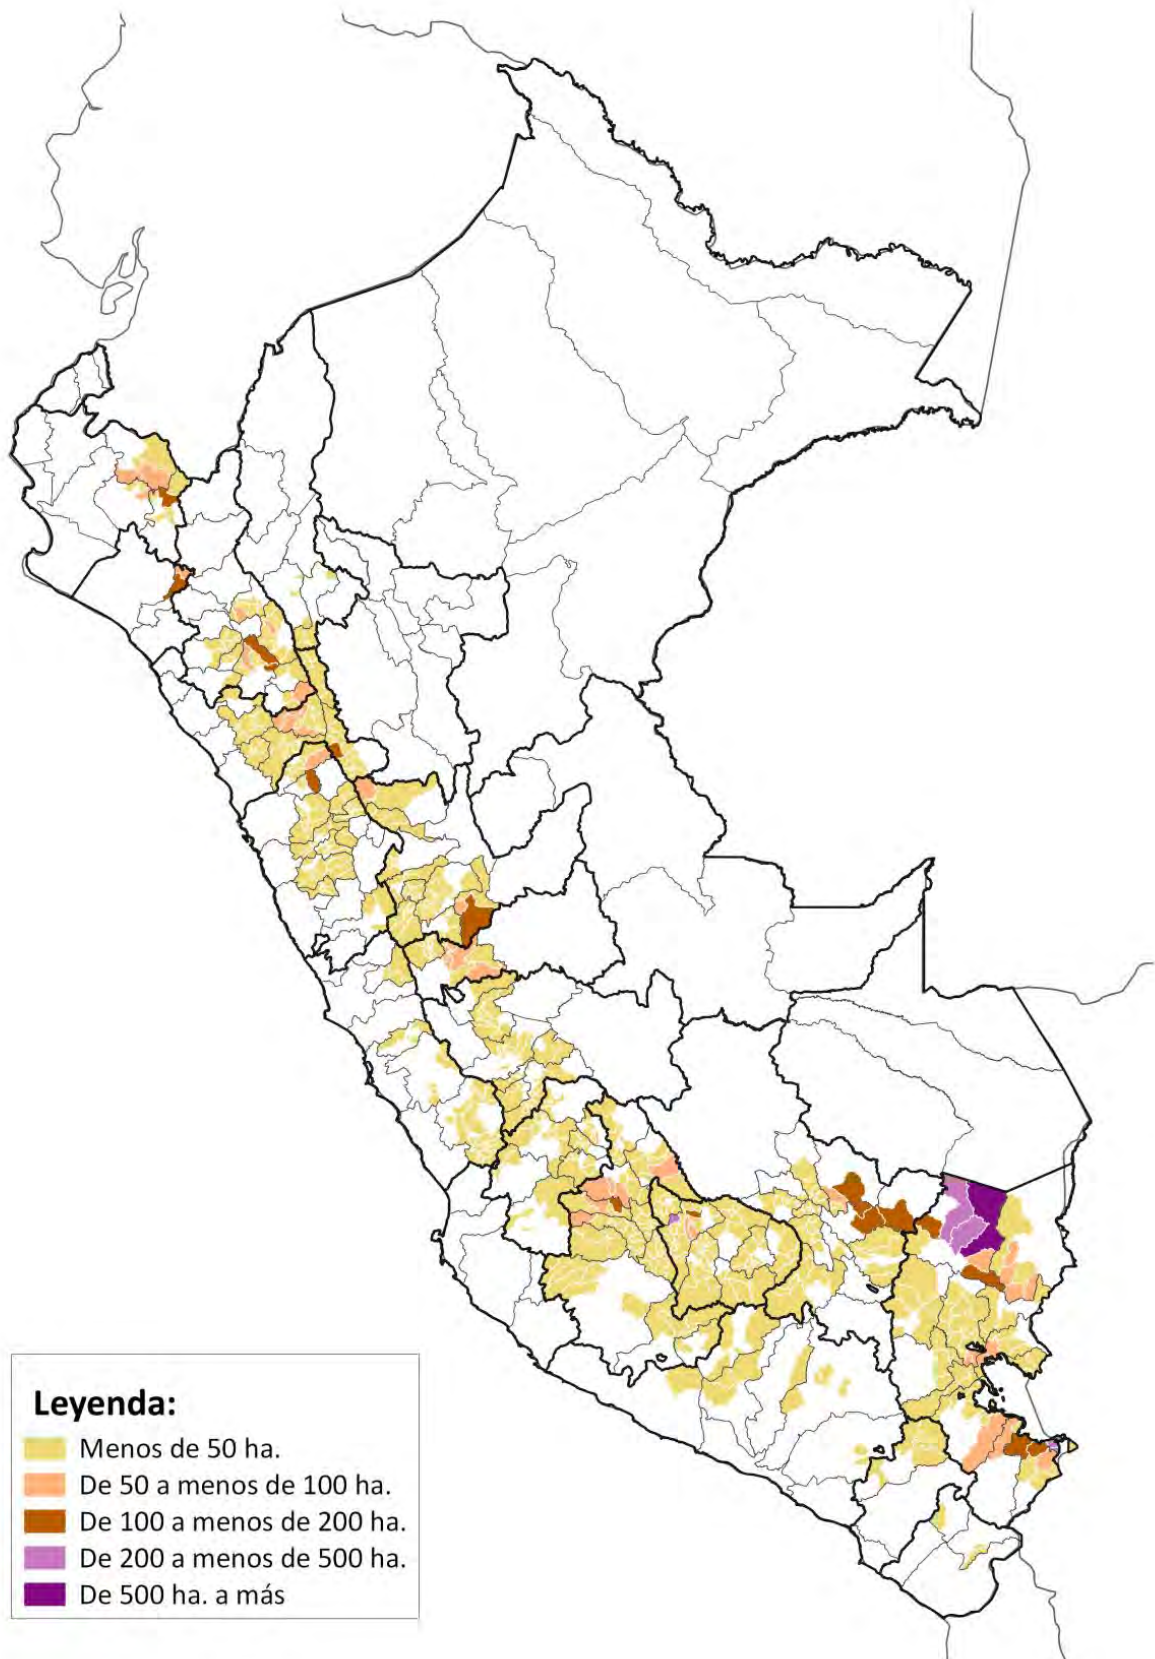 Leyenda:
Menos de 50 ha.
De 50 a menos de 100 ha.
De 100 a menos de 200 ha.
De 200 a menos de 500 ha.
De 500 ha. a más